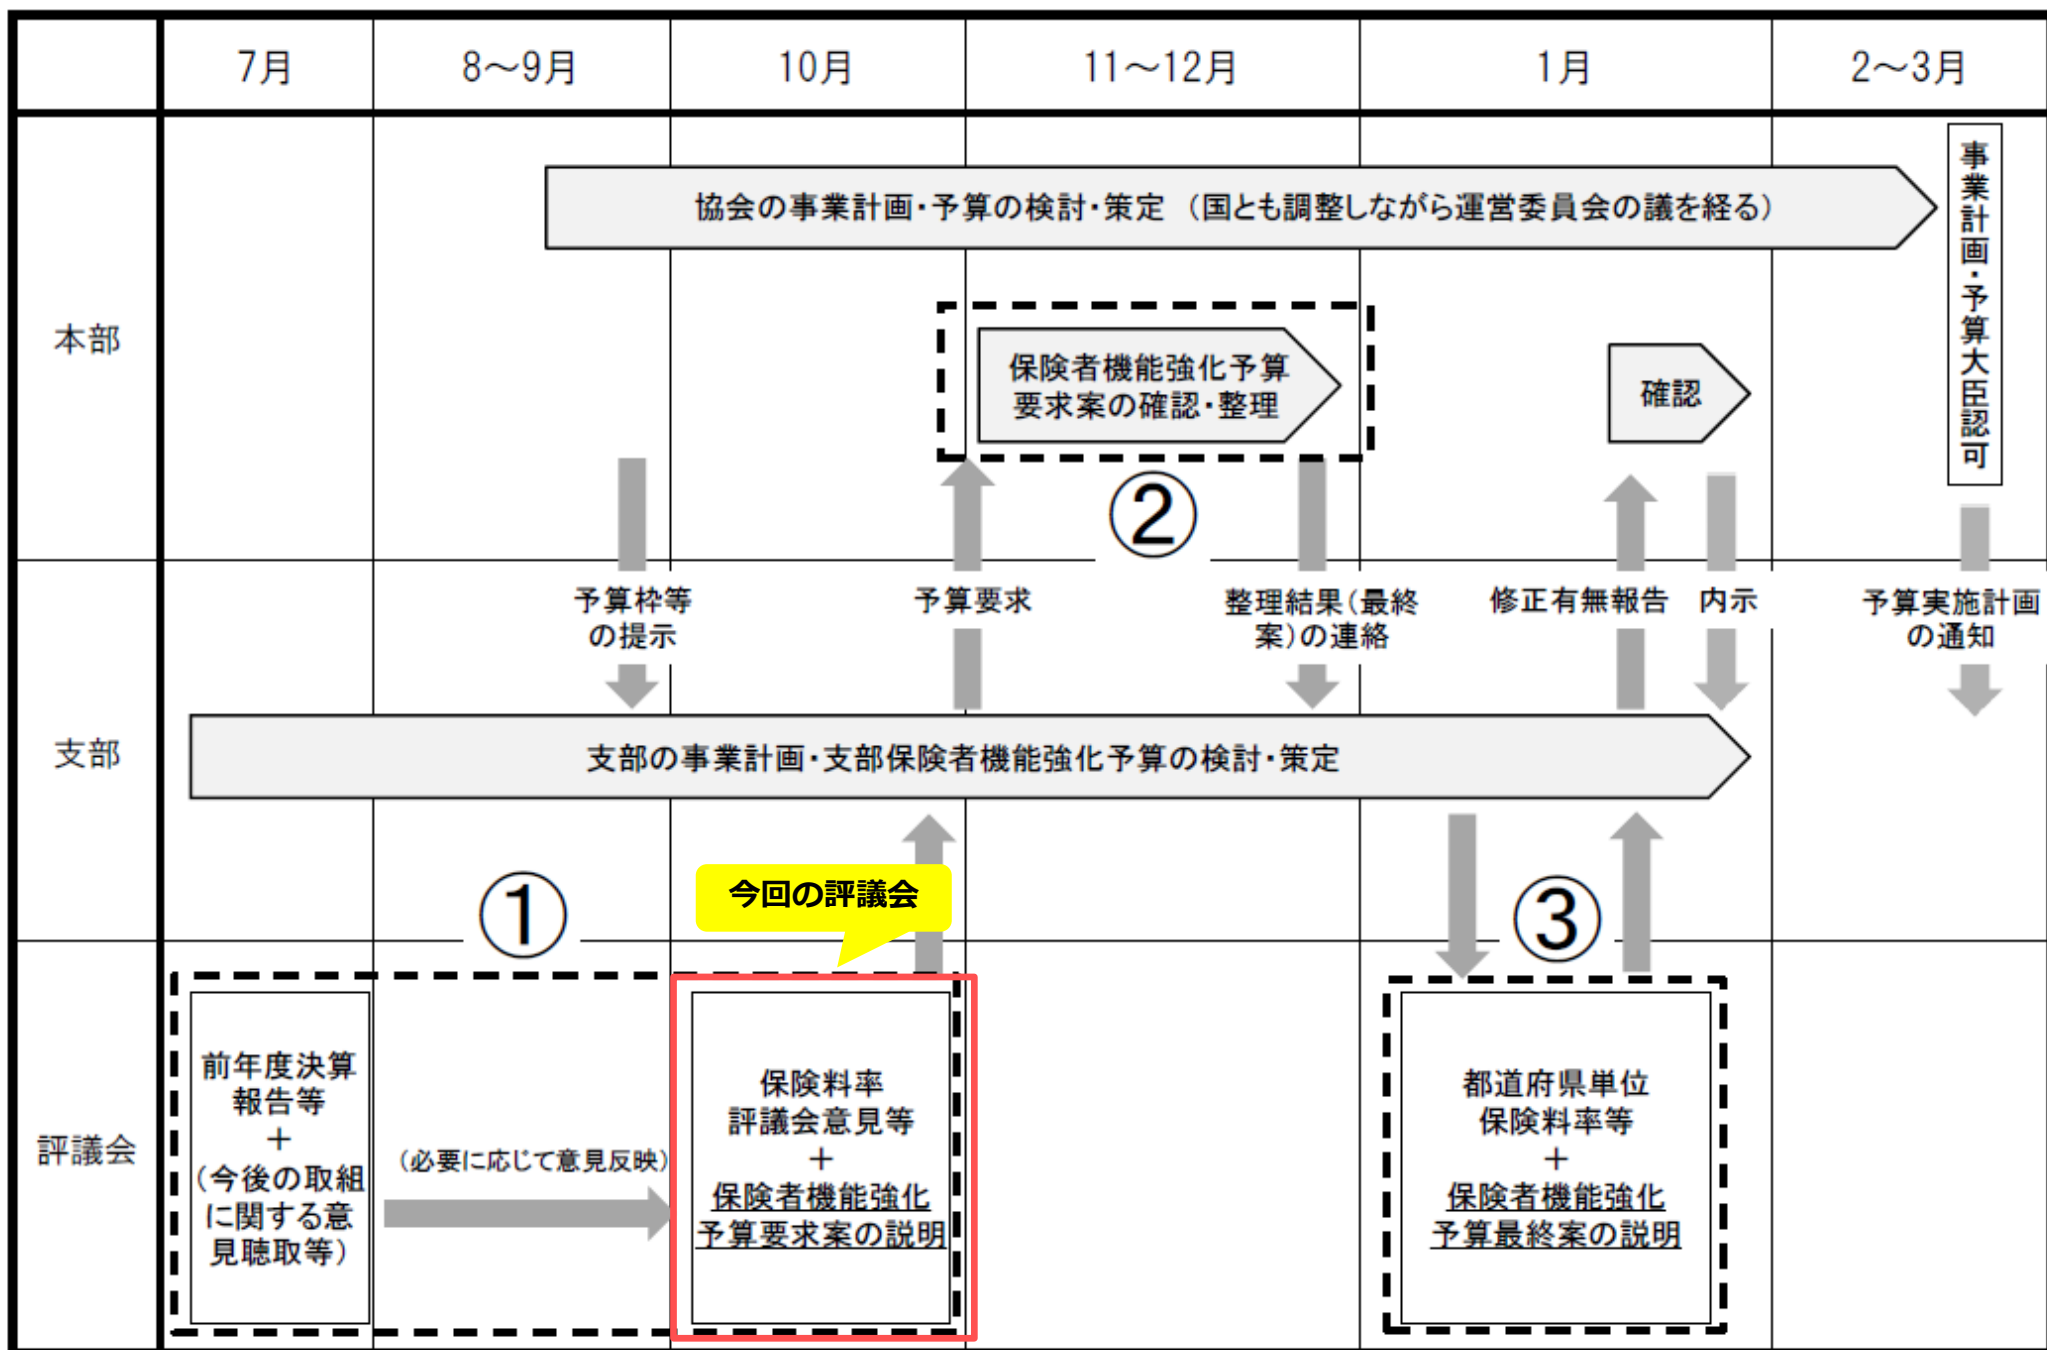 7月
8～9月
10月
11～12月
1月
2～3月
本部
協会の事業計画・予算の検討・策定 （国とも調整しながら運営委員会の議を経る）
事業計画・予算大臣認可
保険者機能強化予算
要求案の確認・整理
確認
②
予算枠等
の提示
予算要求
整理結果（最終
案）の連絡
修正有無報告
内示
予算実施計画
の通知
支部
支部の事業計画・支部保険者機能強化予算の検討・策定
①
今回の評議会
③
評議会
前年度決算
報告等
＋
（今後の取組
に関する意
見聴取等）
（必要に応じて意見反映）
保険料率
評議会意見等
＋
保険者機能強化
予算要求案の説明
都道府県単位
保険料率等
＋
保険者機能強化
予算最終案の説明